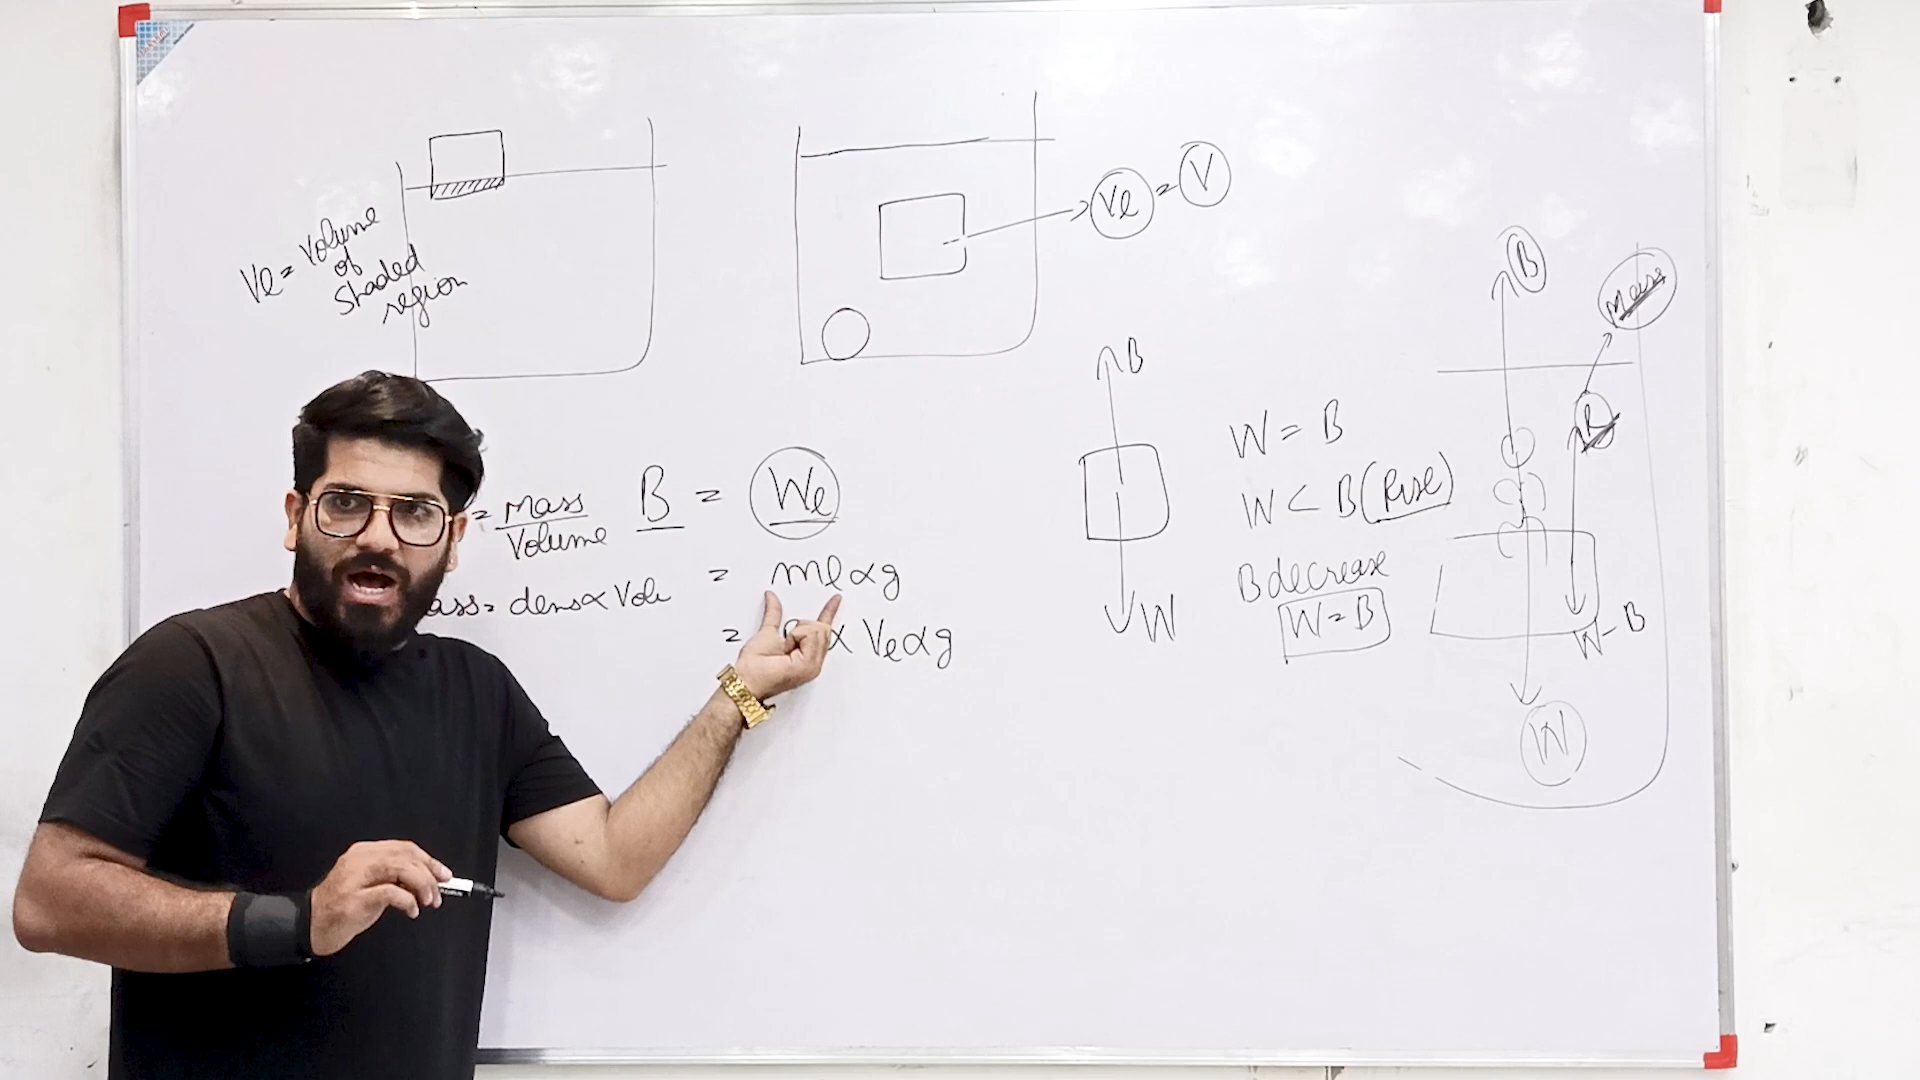 Vl = Volume
of
Shaded
region
Vl = V
B
W
W = B
W < B (Rise)
B decrease
W = B
B
Mass
R
W - B
W
= Mass
Volume
B = Wl
= ml × g
ass = dens × Vol
= × Vl × g